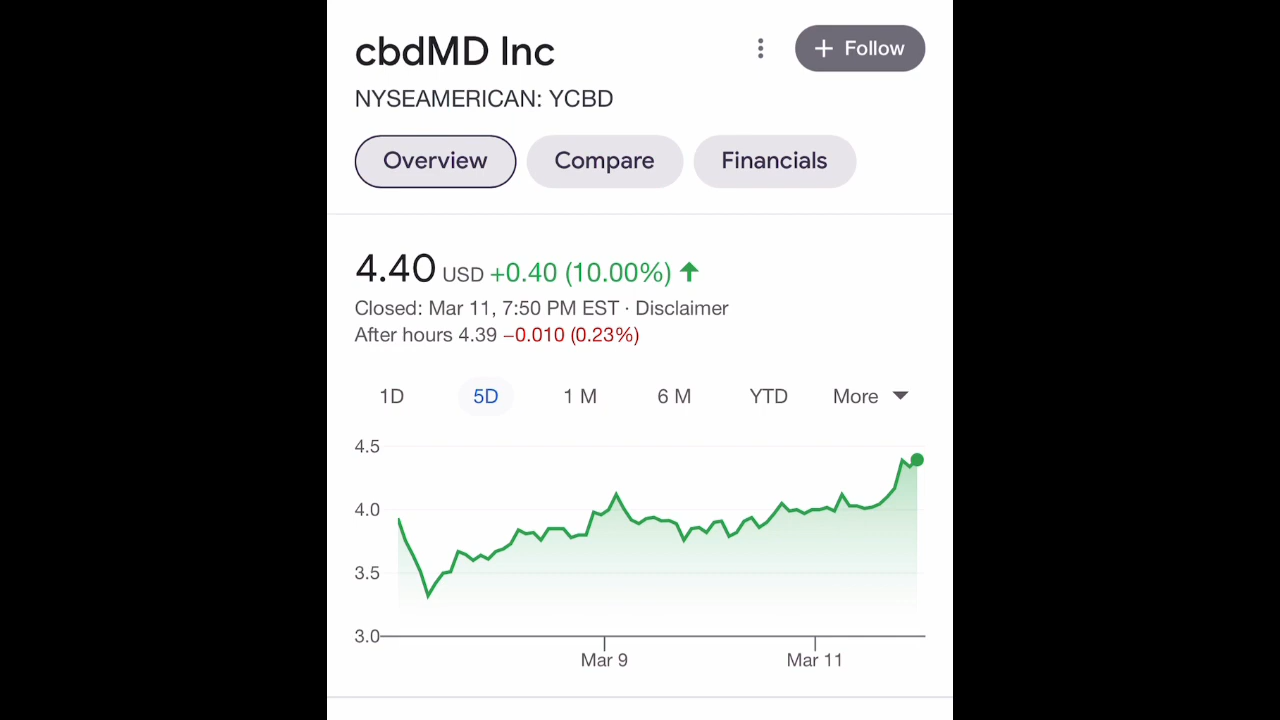 cbdMD Inc
+ Follow
NYSEAMERICAN: YCBD
Overview
Compare
Financials
4.40 USD +0.40 (10.00%)
Closed: Mar 11, 7:50 PM EST · Disclaimer
After hours 4.39 −0.010 (0.23%)
1D 5D 1 M 6 M YTD More
4.5
4.0
3.5
3.0
Mar 9 Mar 11